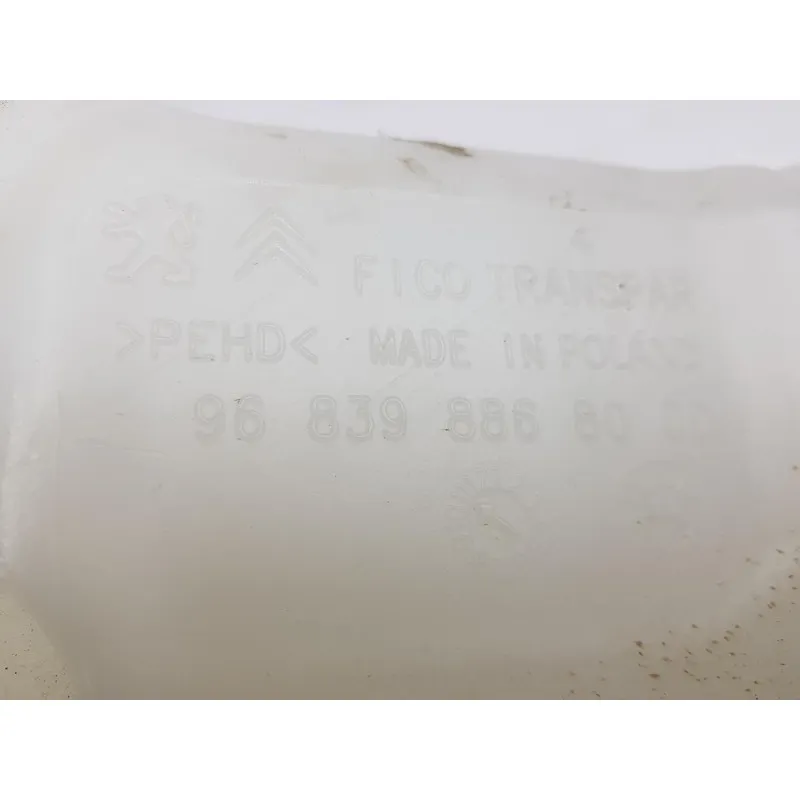 FICO TRANSPAR
>PEHD< MADE IN POLAND
96 839 886 80